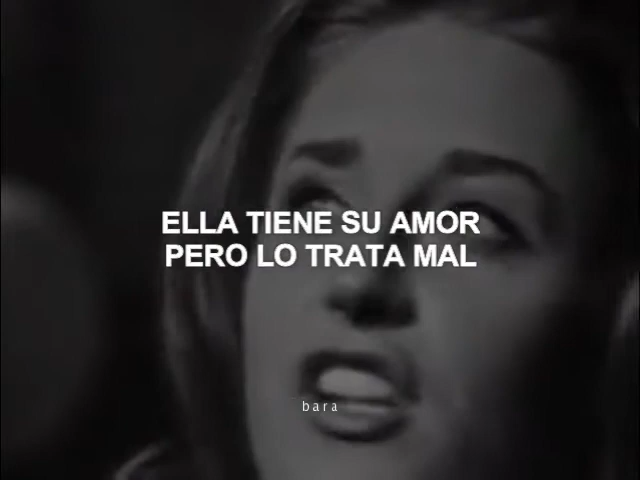 ELLA TIENE SU AMOR
PERO LO TRATA MAL
bara